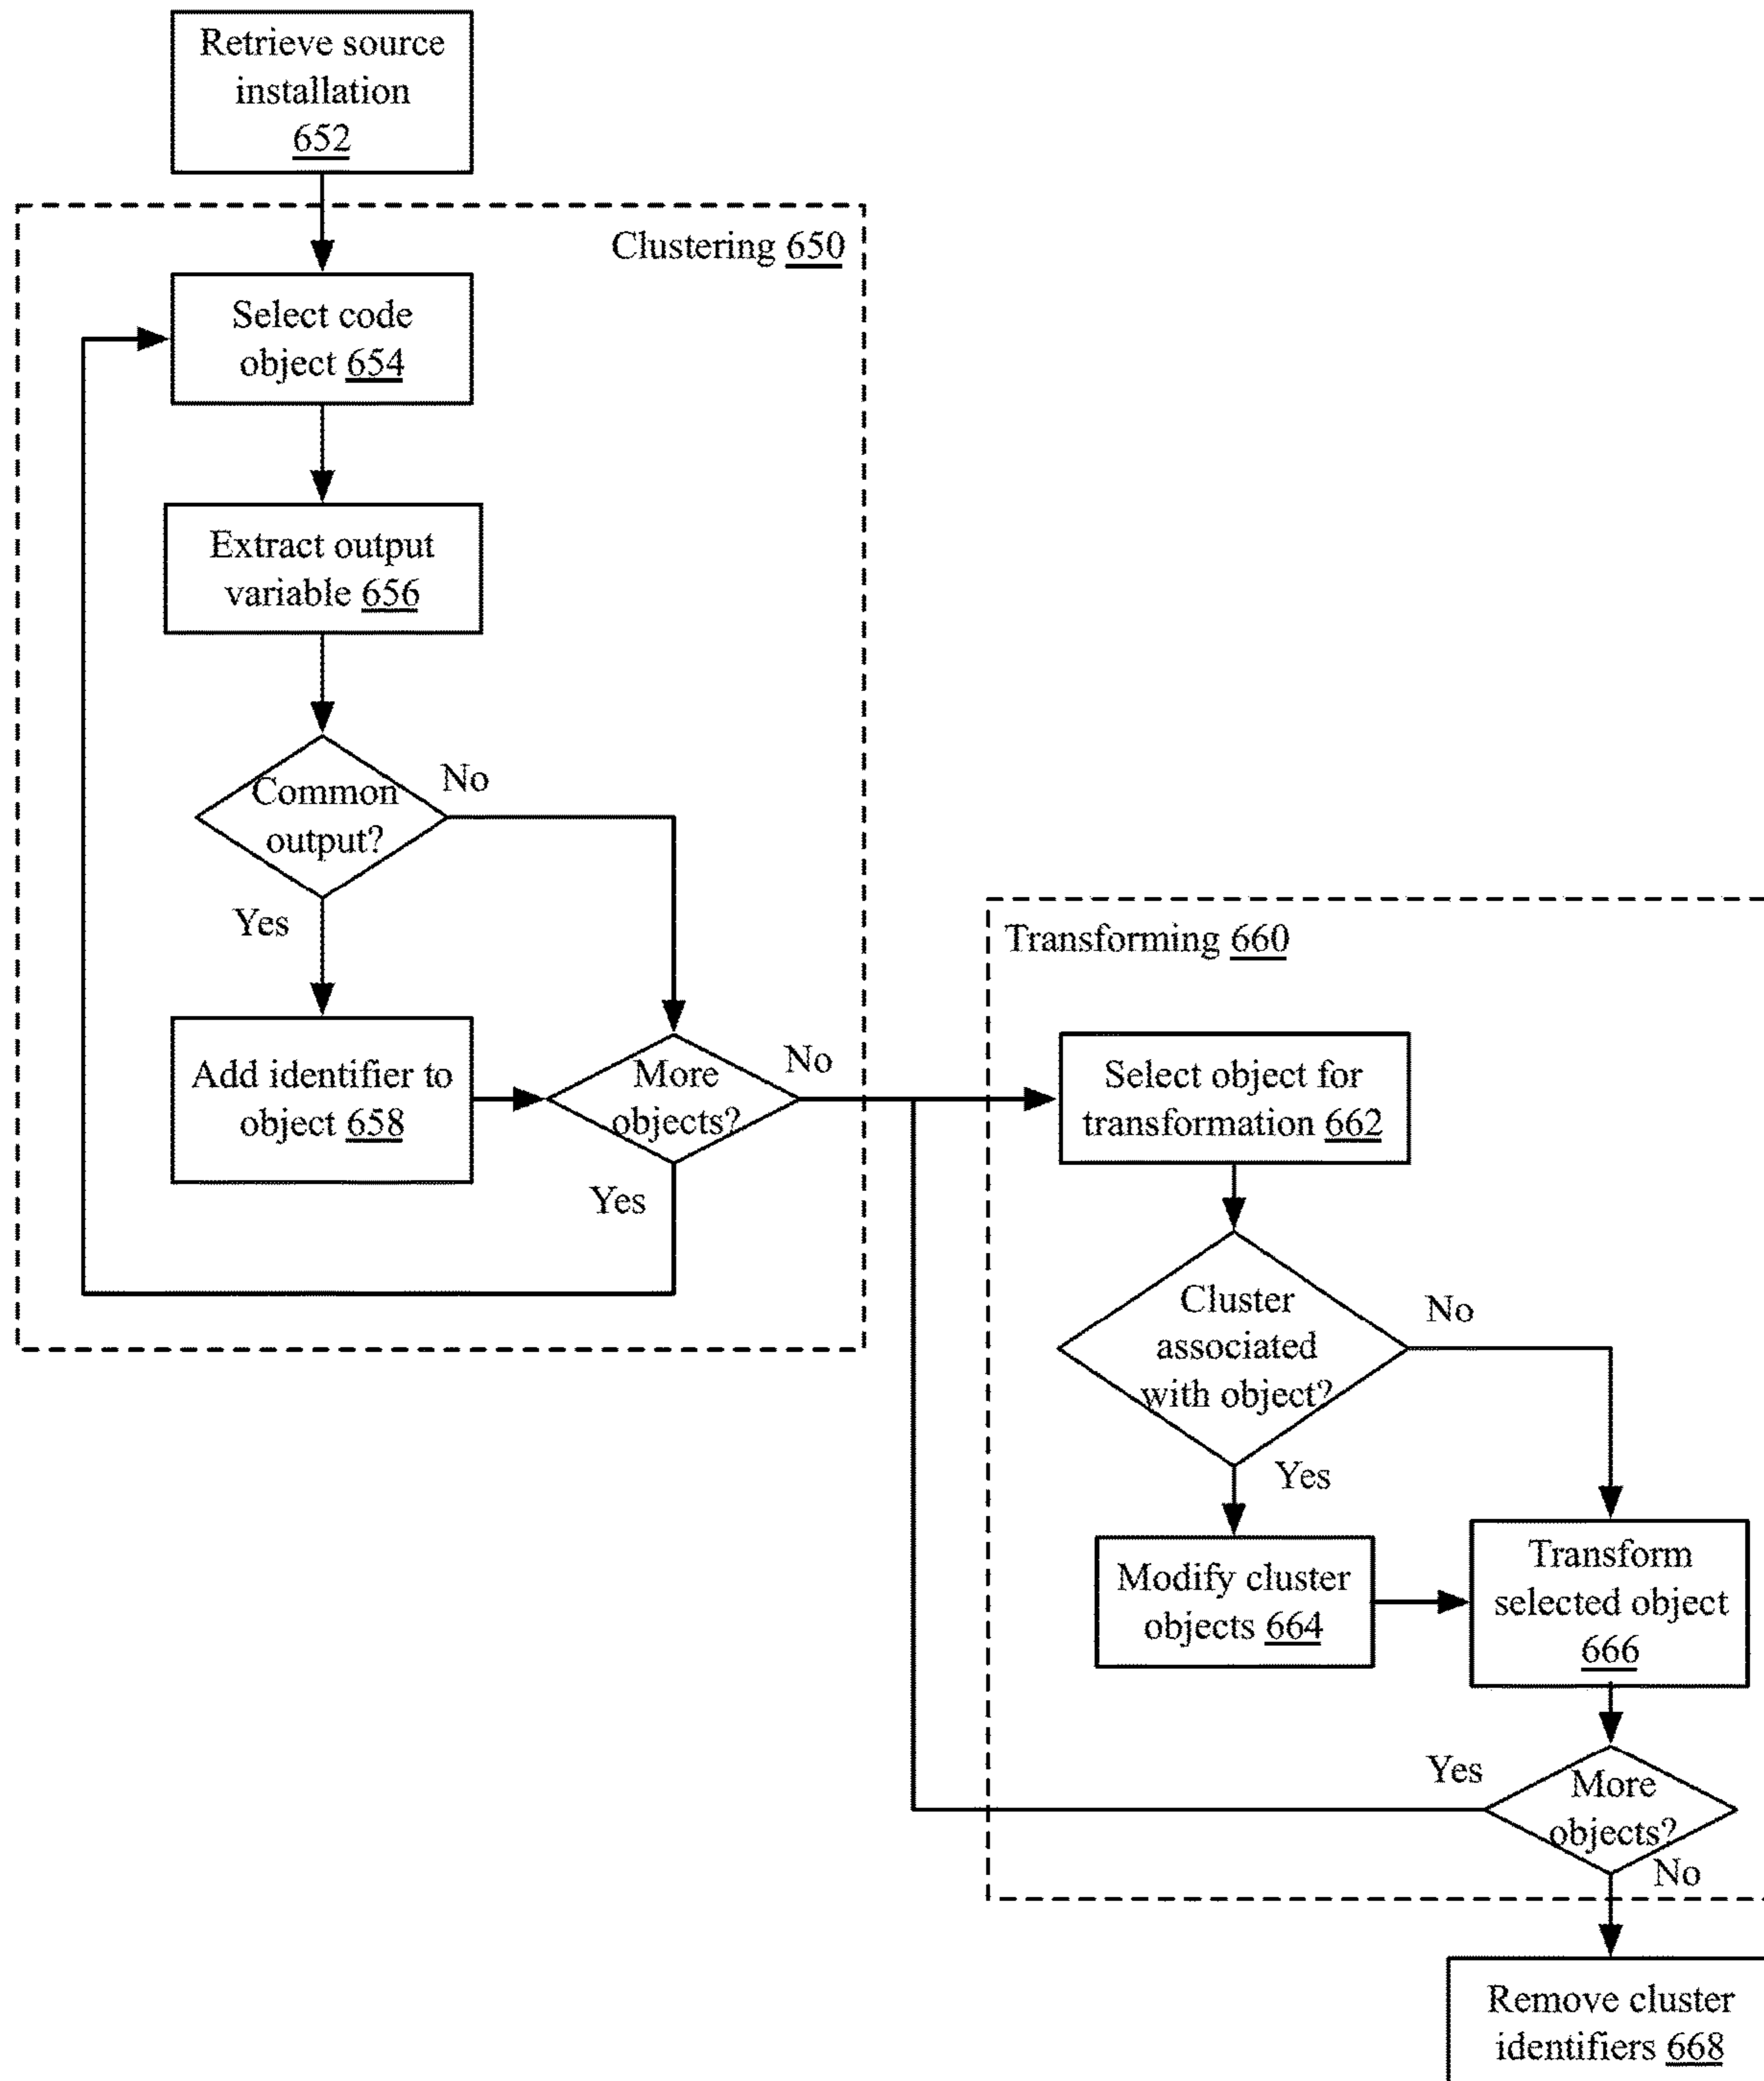 Retrieve source
installation
652
Clustering 650
Select code
object 654
Extract output
variable 656
Common
output?
No
Yes
Add identifier to
object 658
More
objects?
No
Yes
Transforming 660
Select object for
transformation 662
Cluster
associated
with object?
No
Yes
Modify cluster
objects 664
Transform
selected object
666
More
objects?
Yes
No
Remove cluster
identifiers 668